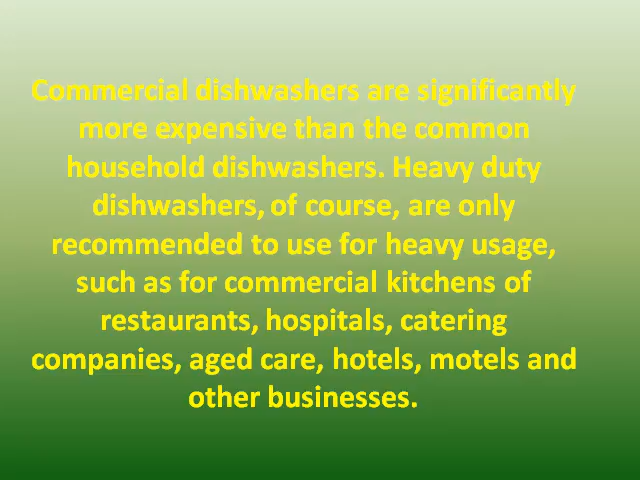 Commercial dishwashers are significantly
more expensive than the common
household dishwashers. Heavy duty
dishwashers, of course, are only
recommended to use for heavy usage,
such as for commercial kitchens of
restaurants, hospitals, catering
companies, aged care, hotels, motels and
other businesses.